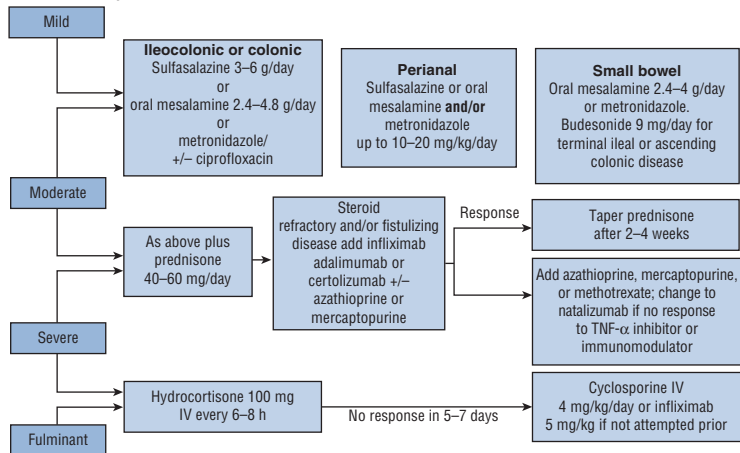 Mild
Ileocolonic or colonic
Sulfasalazine 3–6 g/day
or
oral mesalamine 2.4–4.8 g/day
or
metronidazole/
+/– ciprofloxacin
Perianal
Sulfasalazine or oral
mesalamine and/or
metronidazole
up to 10–20 mg/kg/day
Small bowel
Oral mesalamine 2.4–4 g/day
or metronidazole.
Budesonide 9 mg/day for
terminal ileal or ascending
colonic disease
Moderate
As above plus
prednisone
40–60 mg/day
Steroid
refractory and/or fistulizing
disease add infliximab
adalimumab or
certolizumab +/–
azathioprine or
mercaptopurine
Response
Taper prednisone
after 2–4 weeks
Add azathioprine, mercaptopurine,
or methotrexate; change to
natalizumab if no response
to TNF-α inhibitor or
immunomodulator
Severe
Hydrocortisone 100 mg
IV every 6–8 h
No response in 5–7 days
Cyclosporine IV
4 mg/kg/day or infliximab
5 mg/kg if not attempted prior
Fulminant